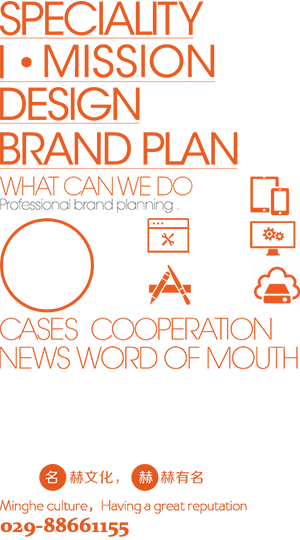 SPECIALITY
I • MISSION
DESIGN
BRAND PLAN
WHAT CAN WE DO
Professional brand planning .
CASES COOPERATION
NEWS WORD OF MOUTH
名赫文化，赫赫有名
Minghe culture，Having a great reputation
029-88661155